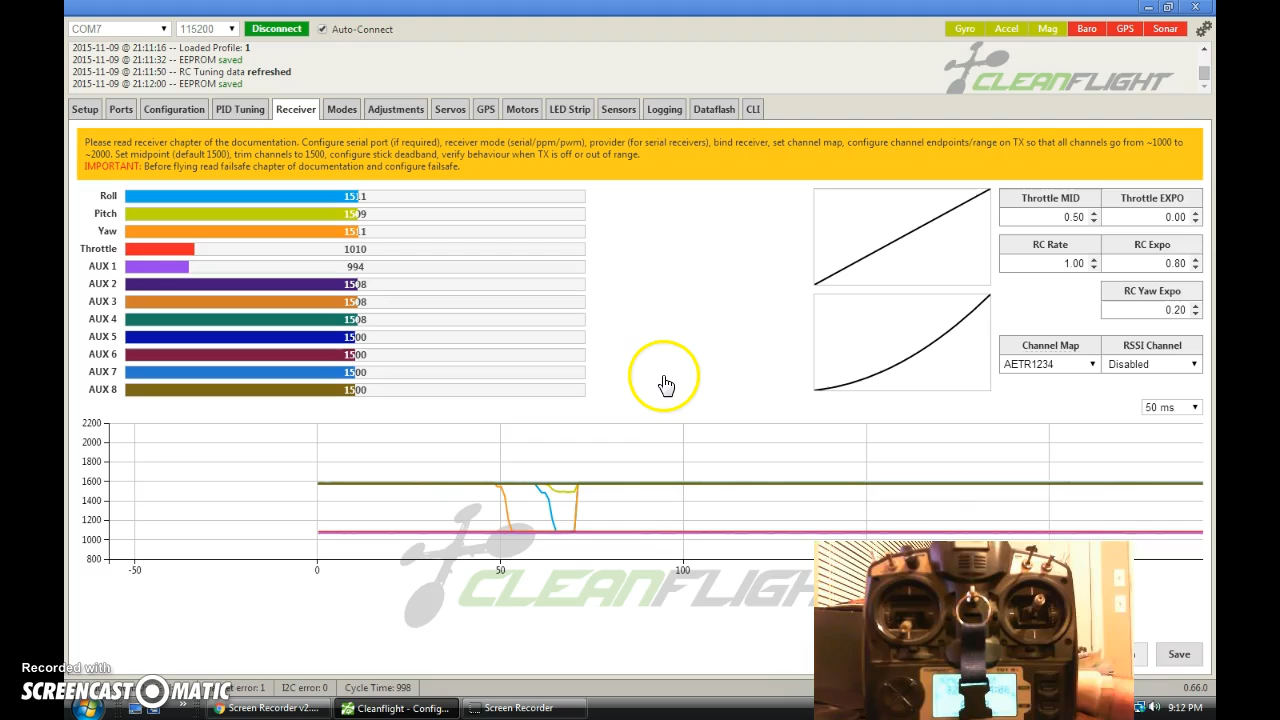 COM7 115200 Disconnect Auto-Connect Gyro Accel Mag Baro GPS Sonar
2015-11-09 @ 21:11:16 -- Loaded Profile: 1
2015-11-09 @ 21:11:32 -- EEPROM saved
2015-11-09 @ 21:11:50 -- RC Tuning data refreshed
2015-11-09 @ 21:12:00 -- EEPROM saved
CLEANFLIGHT
Setup Ports Configuration PID Tuning Receiver Modes Adjustments Servos GPS Motors LED Strip Sensors Logging Dataflash CLI
Please read receiver chapter of the documentation. Configure serial port (if required), receiver mode (serial/ppm/pwm), provider (for serial receivers), bind receiver, set channel map, configure channel endpoints/range on TX so that all channels go from ~1000 to
~2000. Set midpoint (default 1500), trim channels to 1500, configure stick deadband, verify behaviour when TX is off or out of range.
IMPORTANT: Before flying read failsafe chapter of documentation and configure failsafe.
Roll 1511
Pitch 1509
Yaw 1511
Throttle 1010
AUX 1 994
AUX 2 1508
AUX 3 1508
AUX 4 1508
AUX 5 1500
AUX 6 1500
AUX 7 1500
AUX 8 1500
Throttle MID Throttle EXPO
0.50 0.00
RC Rate RC Expo
1.00 0.80
RC Yaw Expo
0.20
Channel Map RSSI Channel
AETR1234 Disabled
50 ms
2200
2000
1800
1600
1400
1200
1000
800
-50 0 50 100
CLEANFLIGH
Save
Recorded with
SCREENCAST MATIC
error: 1 I2C error: 0 Cycle Time: 998 0.66.0
Screen Recorder v2.... Cleanflight - Config... Screen Recorder 9:12 PM